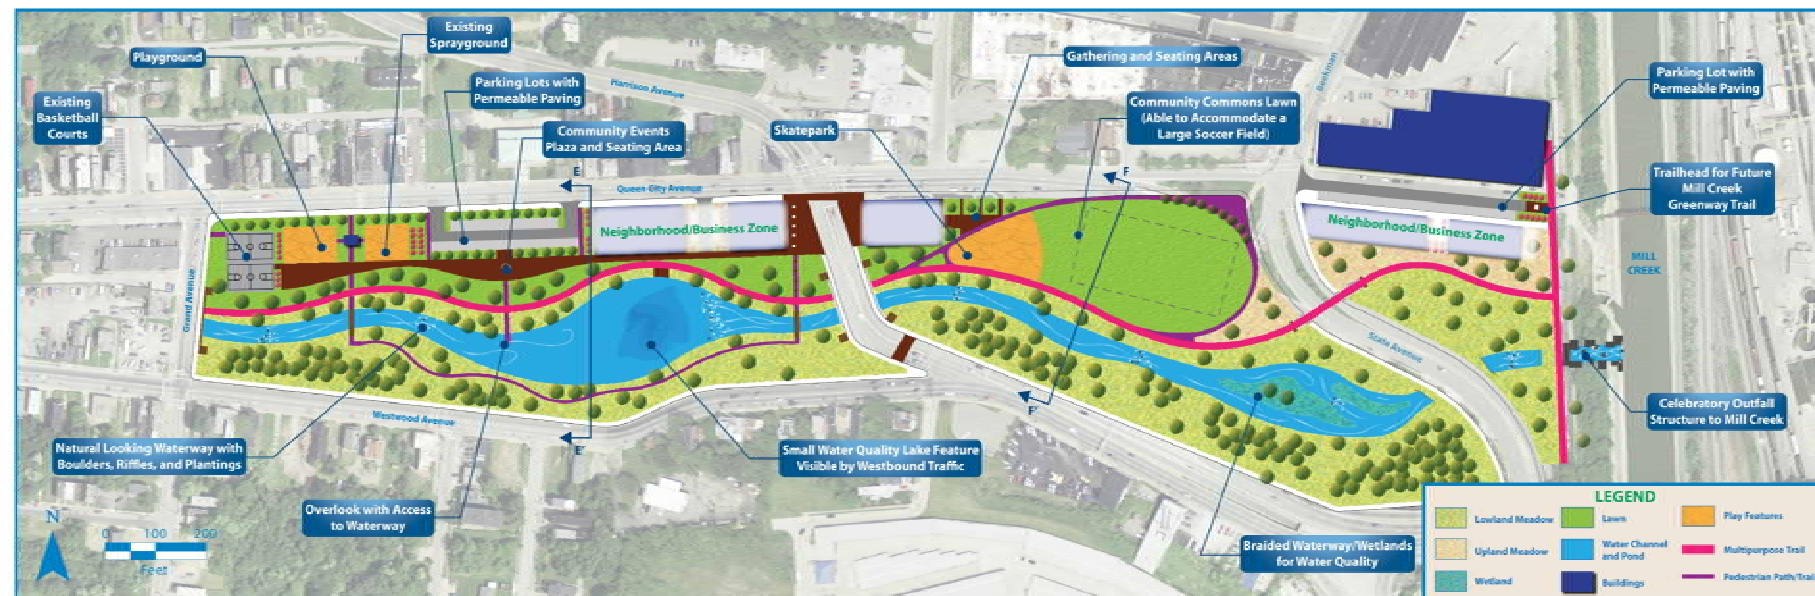 Existing
Sprayground
Playground
Gathering and Seating Areas
Harrison Avenue
Beekman
Parking Lots with
Permeable Paving
Parking Lot with
Permeable Paving
Existing
Basketball
Courts
Community Commons Lawn
(Able to Accommodate a
Large Soccer Field)
Community Events
Plaza and Seating Area
Skatepark
E
F
Queen City Avenue
Trailhead for Future
Mill Creek
Greenway Trail
Neighborhood/Business Zone
Neighborhood/Business Zone
MILL
CREEK
Grand Avenue
State Avenue
F'
Westwood Avenue
E'
Celebratory Outfall
Structure to Mill Creek
Natural Looking Waterway with
Boulders, Riffles, and Plantings
Small Water Quality Lake Feature
Visible by Westbound Traffic
Overlook with Access
to Waterway
Braided Waterway/Wetlands
for Water Quality
N
0 100 200
Feet
LEGEND
Lowland Meadow
Lawn
Play Features
Upland Meadow
Water Channel
and Pond
Multipurpose Trail
Wetland
Buildings
Pedestrian Path/Trail